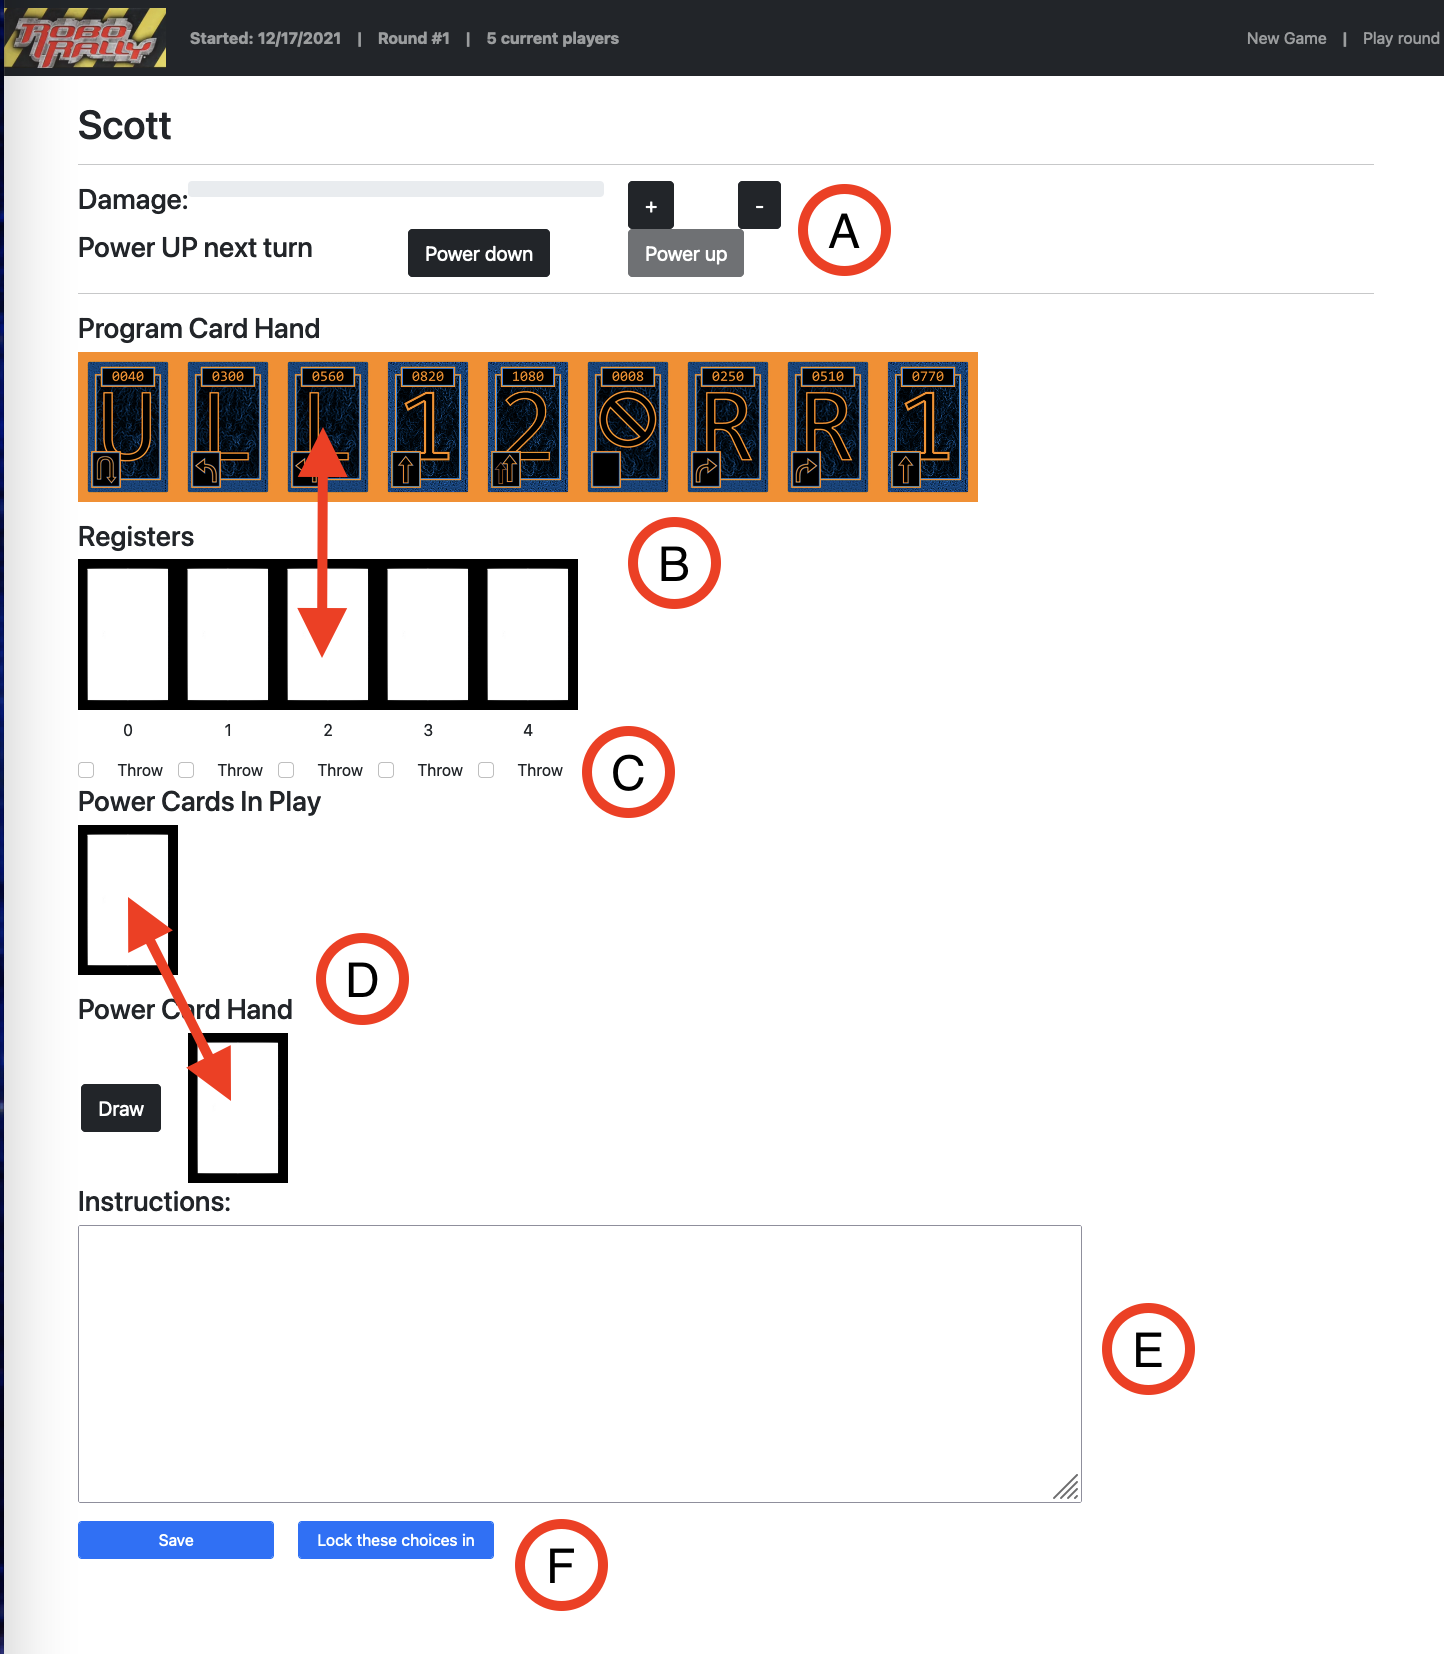 ROBO RALLY Started: 12/17/2021 | Round #1 | 5 current players New Game | Play round
Scott
Damage: + -
A
Power UP next turn Power down Power up
Program Card Hand
0040 0300 0560 0820 1080 0008 0250 0510 0770
U L L 1 2 R R 1
Registers
B
0 1 2 3 4
Throw Throw Throw Throw Throw
C
Power Cards In Play
D
Power Card Hand
Draw
Instructions:
E
Save Lock these choices in
F